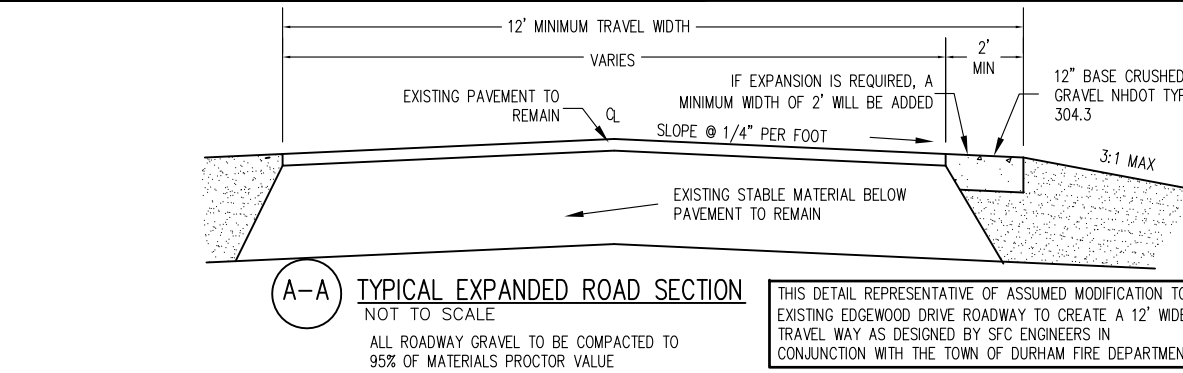 12' MINIMUM TRAVEL WIDTH
VARIES
2'
MIN
IF EXPANSION IS REQUIRED, A
MINIMUM WIDTH OF 2' WILL BE ADDED
12" BASE CRUSHED
GRAVEL NHDOT TYP
304.3
EXISTING PAVEMENT TO
REMAIN
CL
SLOPE @ 1/4" PER FOOT
3:1 MAX
EXISTING STABLE MATERIAL BELOW
PAVEMENT TO REMAIN
A-A
TYPICAL EXPANDED ROAD SECTION
NOT TO SCALE
ALL ROADWAY GRAVEL TO BE COMPACTED TO
95% OF MATERIALS PROCTOR VALUE
THIS DETAIL REPRESENTATIVE OF ASSUMED MODIFICATION TO
EXISTING EDGEWOOD DRIVE ROADWAY TO CREATE A 12' WIDE
TRAVEL WAY AS DESIGNED BY SFC ENGINEERS IN
CONJUNCTION WITH THE TOWN OF DURHAM FIRE DEPARTMEN